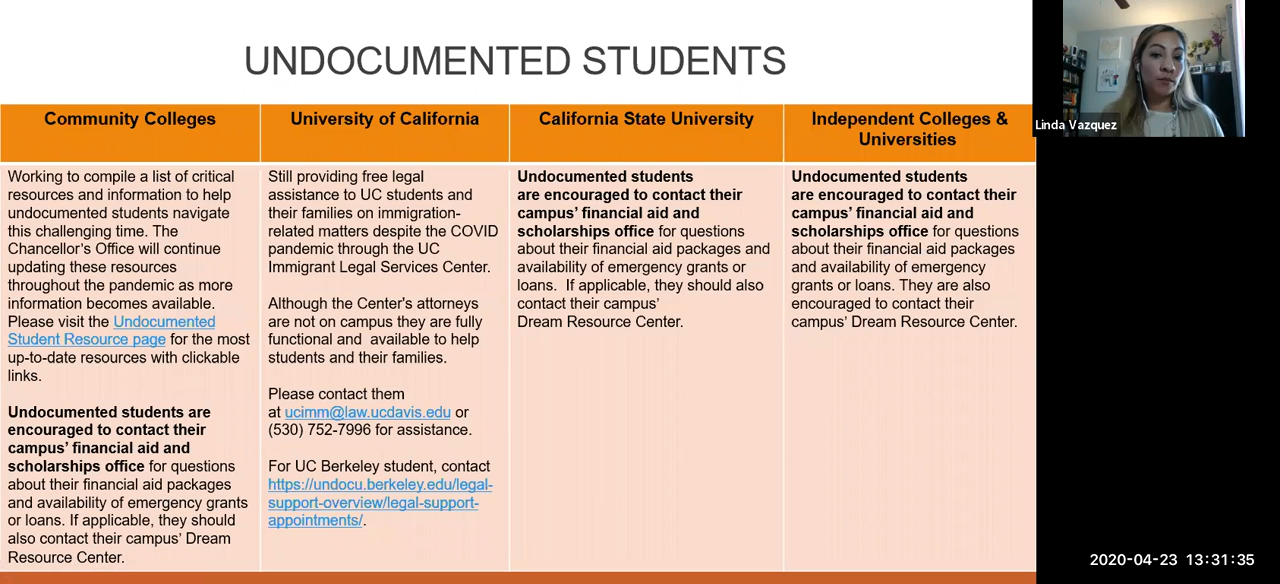 UNDOCUMENTED STUDENTS
Community Colleges
University of California
California State University
Independent Colleges &
Universities
Working to compile a list of critical
resources and information to help
undocumented students navigate
this challenging time. The
Chancellor's Office will continue
updating these resources
throughout the pandemic as more
information becomes available.
Please visit the Undocumented
Student Resource page for the most
up-to-date resources with clickable
links.
Undocumented students are
encouraged to contact their
campus' financial aid and
scholarships office for questions
about their financial aid packages
and availability of emergency grants
or loans. If applicable, they should
also contact their campus' Dream
Resource Center.
Still providing free legal
assistance to UC students and
their families on immigration-
related matters despite the COVID
pandemic through the UC
Immigrant Legal Services Center.
Although the Center's attorneys
are not on campus they are fully
functional and available to help
students and their families.
Please contact them
at ucimm@law.ucdavis.edu or
(530) 752-7996 for assistance.
For UC Berkeley student, contact
https://undocu.berkeley.edu/legal-
support-overview/legal-support-
appointments/.
Undocumented students
are encouraged to contact their
campus' financial aid and
scholarships office for questions
about their financial aid packages and
availability of emergency grants or
loans. If applicable, they should also
contact their campus'
Dream Resource Center.
Undocumented students
are encouraged to contact their
campus' financial aid and
scholarships office for questions
about their financial aid packages
and availability of emergency
grants or loans. They are also
encouraged to contact their
campus' Dream Resource Center.
Linda Vazquez
2020-04-23 13:31:35